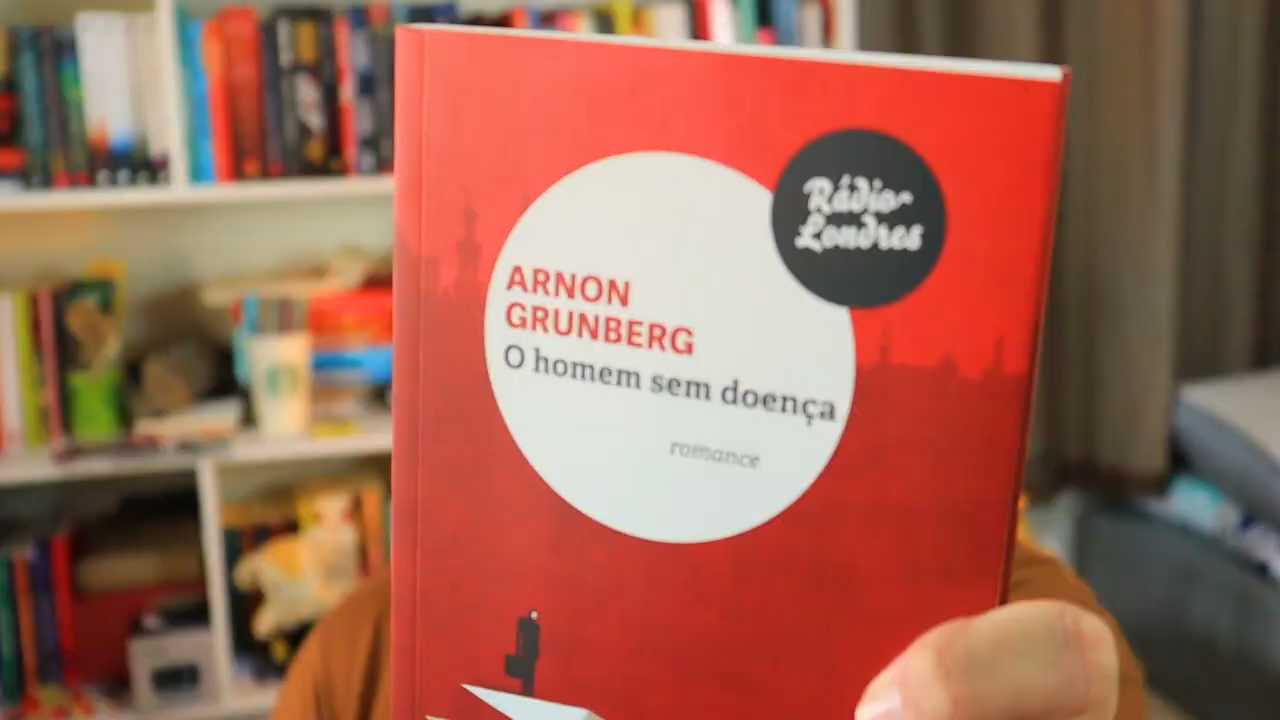 Rádio
Londres
ARNON
GRUNBERG
O homem sem doença
romance